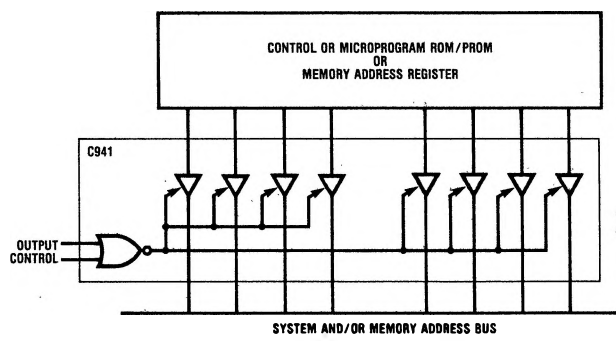 CONTROL OR MICROPROGRAM ROM/PROM
OR
MEMORY ADDRESS REGISTER
C941
OUTPUT
CONTROL
SYSTEM AND/OR MEMORY ADDRESS BUS